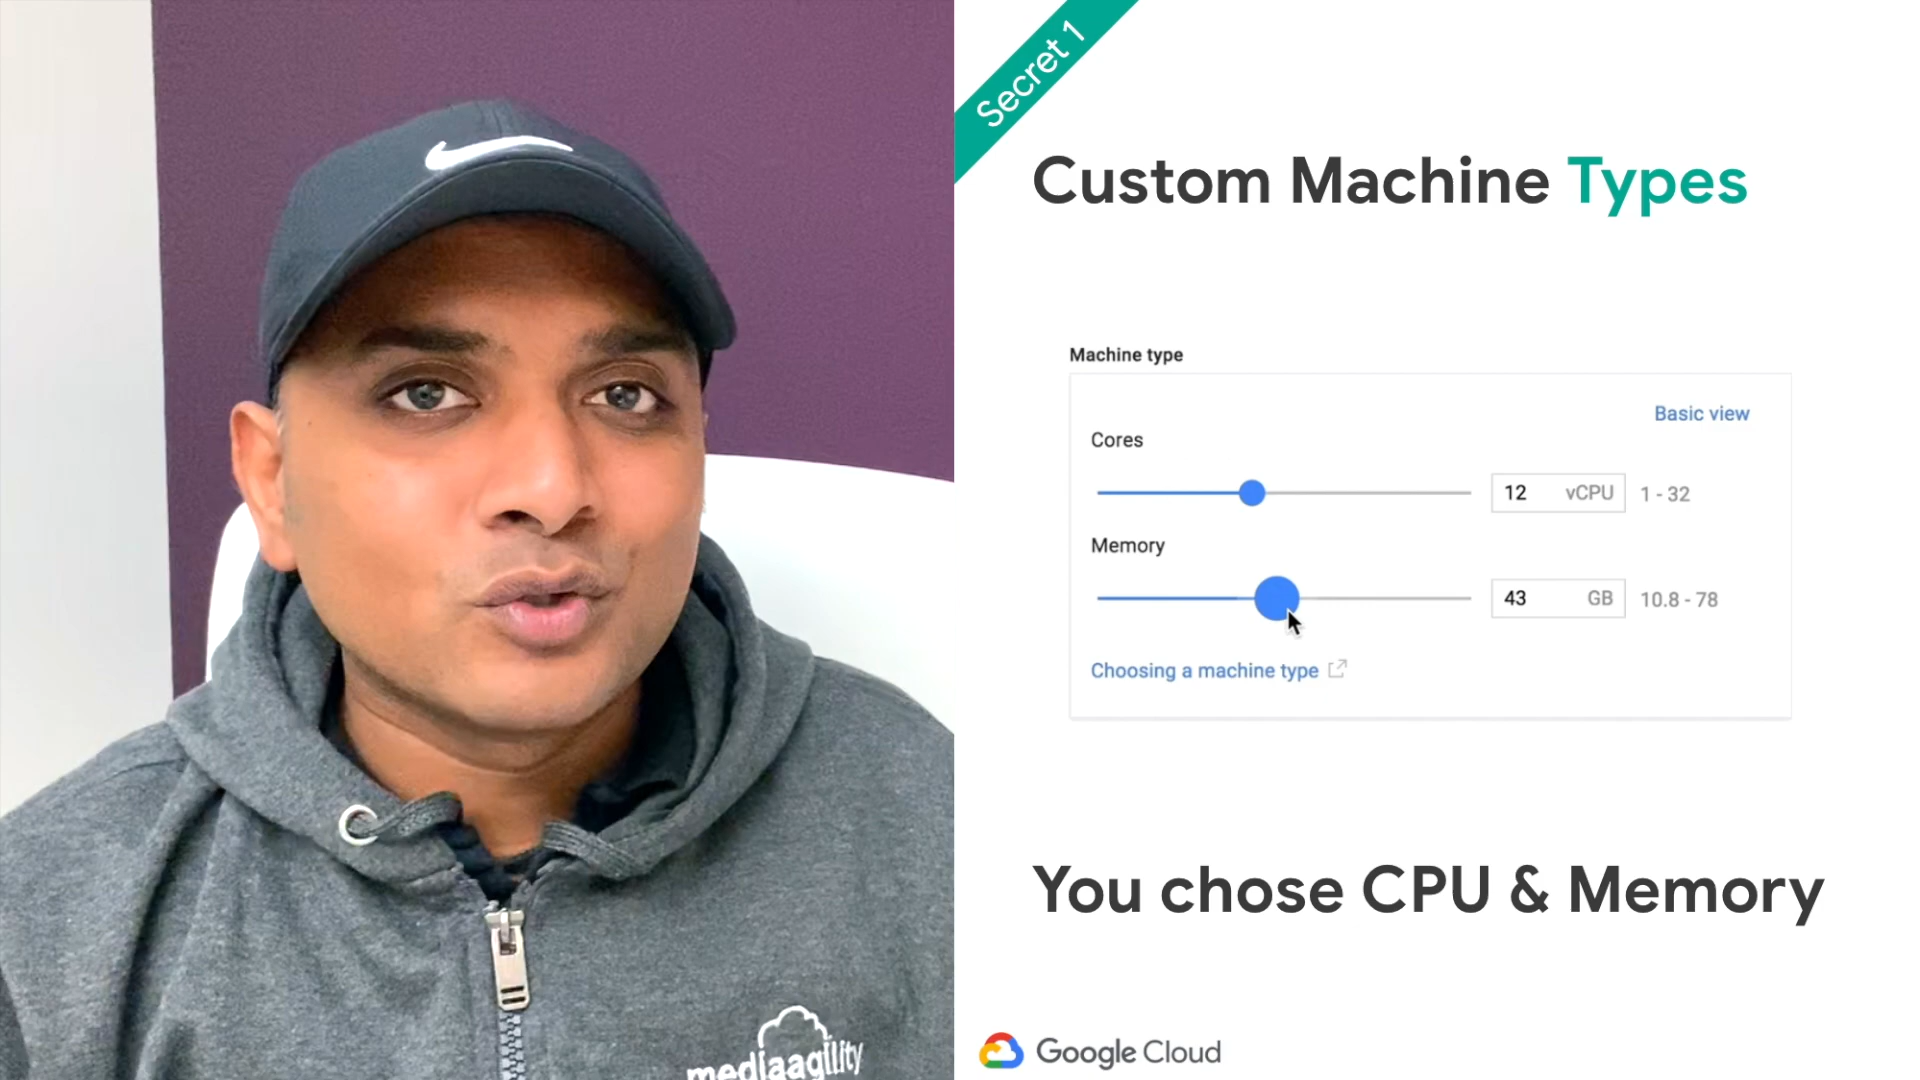 Secret 1
Custom Machine Types
Machine type
Basic view
Cores
12 vCPU 1 - 32
Memory
43 GB 10.8 - 78
Choosing a machine type
You chose CPU & Memory
Google Cloud
mediaagility